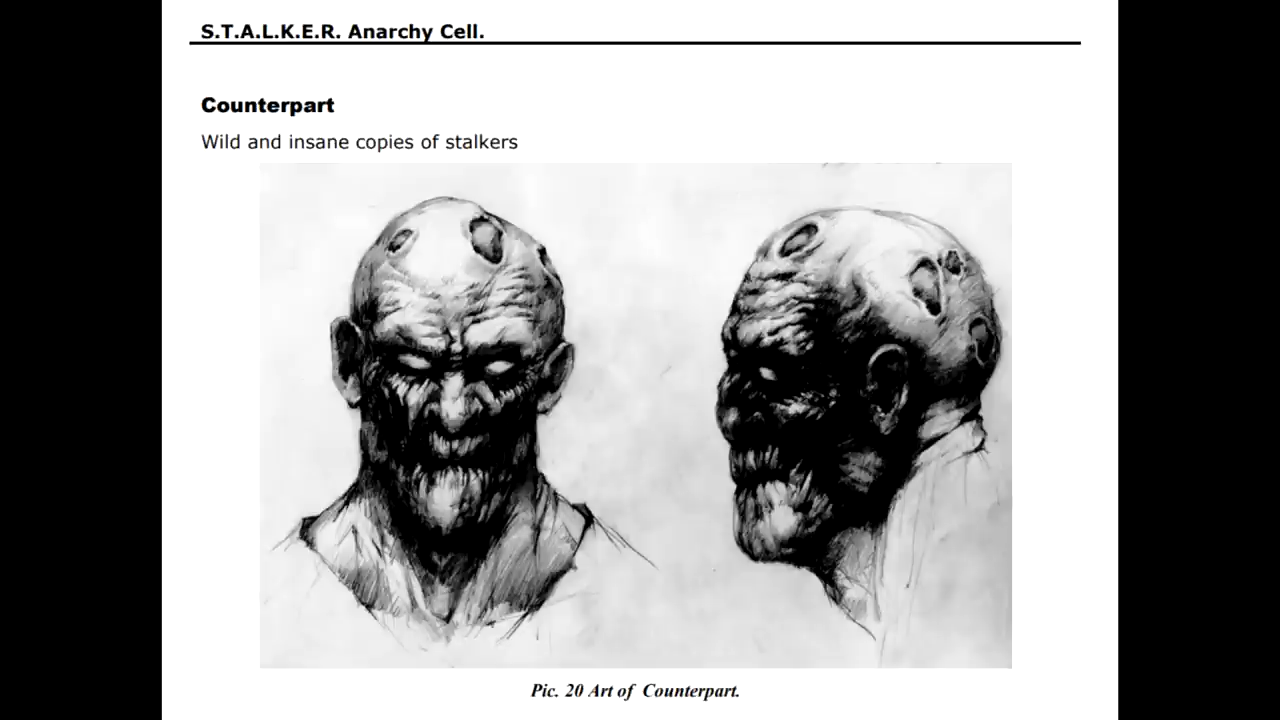 S.T.A.L.K.E.R. Anarchy Cell.
Counterpart
Wild and insane copies of stalkers
Pic. 20 Art of Counterpart.